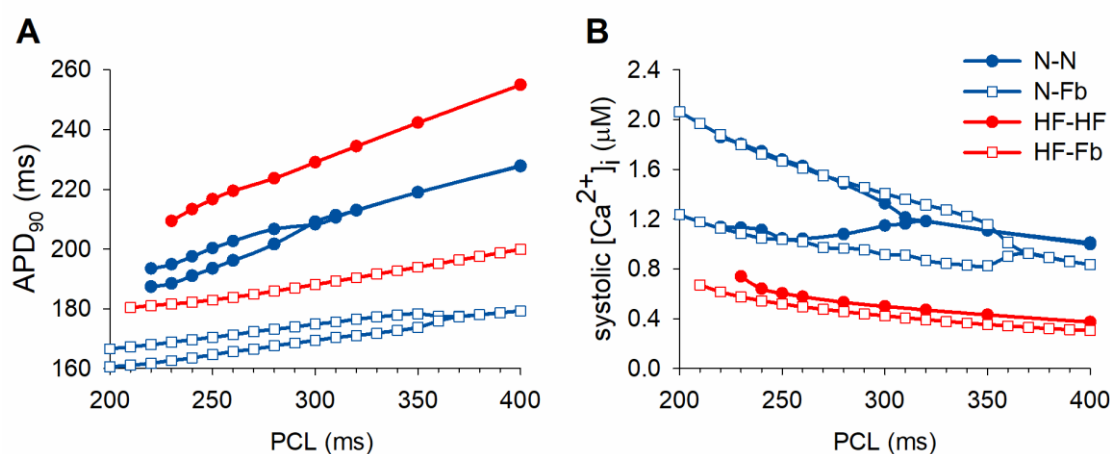 A
APD90 (ms)
260
240
220
200
180
160
200
250
300
350
400
PCL (ms)
B
systolic [Ca2+]i (μM)
2.4
2.0
1.6
1.2
0.8
0.4
0.0
200
250
300
350
400
PCL (ms)
N-N
N-Fb
HF-HF
HF-Fb